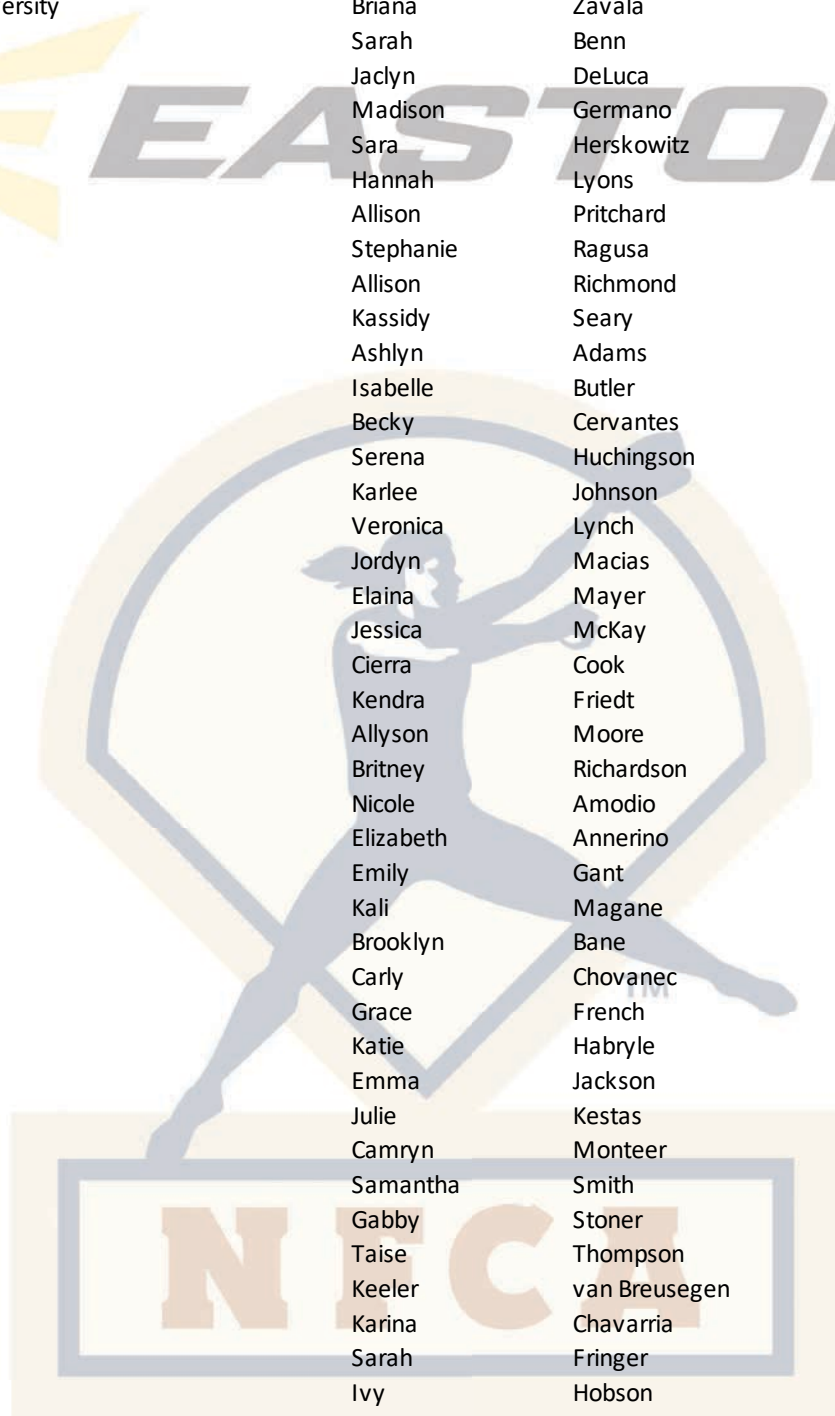 ersity Briana Zavala
Sarah Benn
Jaclyn DeLuca
Madison Germano
Sara Herskowitz
Hannah Lyons
Allison Pritchard
Stephanie Ragusa
Allison Richmond
Kassidy Seary
Ashlyn Adams
Isabelle Butler
Becky Cervantes
Serena Huchingson
Karlee Johnson
Veronica Lynch
Jordyn Macias
Elaina Mayer
Jessica McKay
Cierra Cook
Kendra Friedt
Allyson Moore
Britney Richardson
Nicole Amodio
Elizabeth Annerino
Emily Gant
Kali Magane
Brooklyn Bane
Carly Chovanec
Grace French
Katie Habryle
Emma Jackson
Julie Kestas
Camryn Monteer
Samantha Smith
Gabby Stoner
Taise Thompson
Keeler van Breusegen
Karina Chavarria
Sarah Fringer
Ivy Hobson
EASTO
TM
NFCA